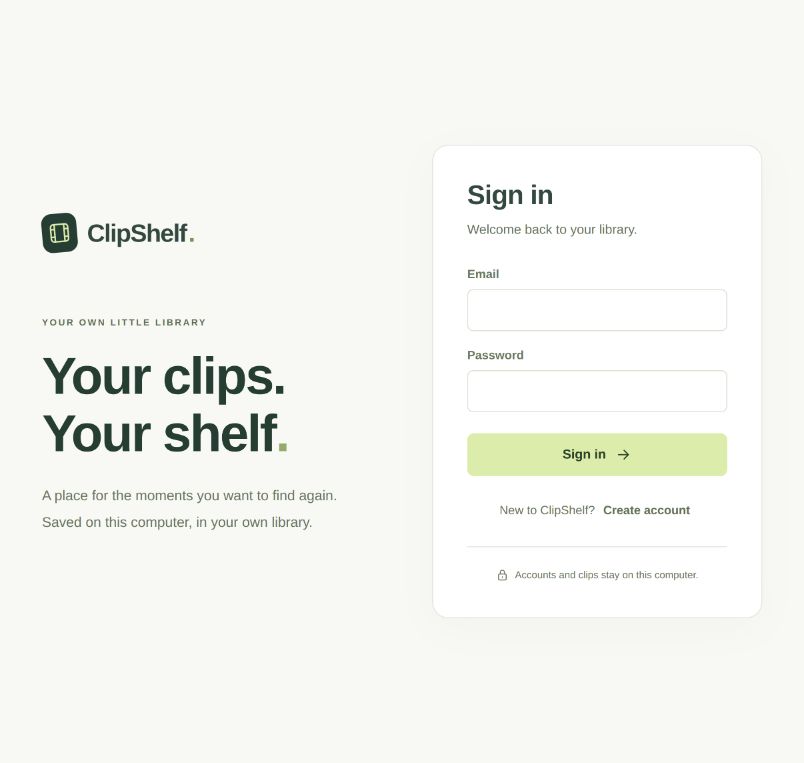 ClipShelf.
YOUR OWN LITTLE LIBRARY
Your clips.
Your shelf.
A place for the moments you want to find again.
Saved on this computer, in your own library.
Sign in
Welcome back to your library.
Email
Password
Sign in →
New to ClipShelf? Create account
Accounts and clips stay on this computer.